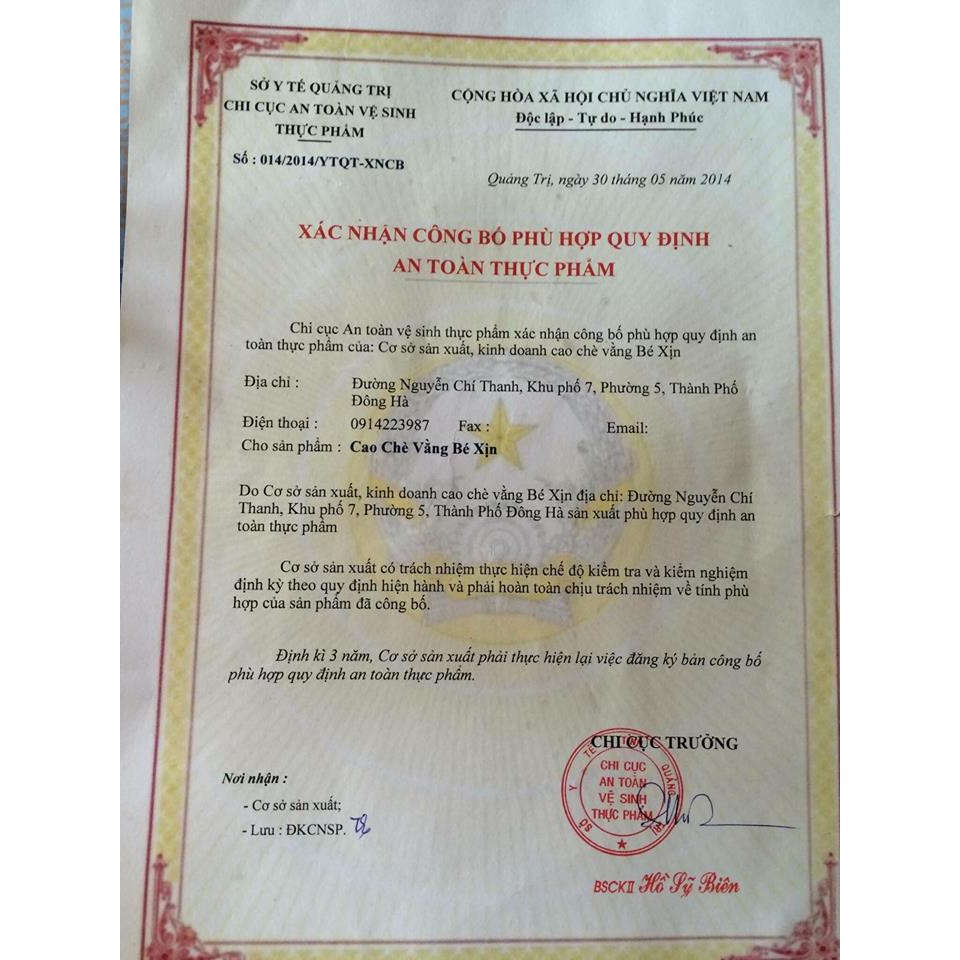 SỞ Y TẾ QUẢNG TRỊ
CHI CỤC AN TOÀN VỆ SINH
THỰC PHẨM
Số : 014/2014/YTQT-XNCB
CỘNG HÒA XÃ HỘI CHỦ NGHĨA VIỆT NAM
Độc lập - Tự do - Hạnh Phúc
Quảng Trị, ngày 30 tháng 05 năm 2014
XÁC NHẬN CÔNG BỐ PHÙ HỢP QUY ĐỊNH
AN TOÀN THỰC PHẨM
Chi cục An toàn vệ sinh thực phẩm xác nhận công bố phù hợp quy định an
toàn thực phẩm của: Cơ sở sản xuất, kinh doanh cao chè vằng Bé Xịn
Địa chỉ : Đường Nguyễn Chí Thanh, Khu phố 7, Phường 5, Thành Phố
Đông Hà
Điện thoại : 0914223987 Fax : Email:
Cho sản phẩm : Cao Chè Vằng Bé Xịn
Do Cơ sở sản xuất, kinh doanh cao chè vằng Bé Xịn địa chỉ: Đường Nguyễn Chí
Thanh, Khu phố 7, Phường 5, Thành Phố Đông Hà sản xuất phù hợp quy định an
toàn thực phẩm
Cơ sở sản xuất có trách nhiệm thực hiện chế độ kiểm tra và kiểm nghiệm
định kỳ theo quy định hiện hành và phải hoàn toàn chịu trách nhiệm về tính phù
hợp của sản phẩm đã công bố.
Định kì 3 năm, Cơ sở sản xuất phải thực hiện lại việc đăng ký bản công bố
phù hợp quy định an toàn thực phẩm.
CHI CỤC TRƯỞNG
SỞ Y TẾ T.QUẢNG TRỊ
CHI CỤC
AN TOÀN
VỆ SINH
THỰC PHẨM
Nơi nhận :
- Cơ sở sản xuất;
- Lưu : ĐKCNSP.
BSCKII Hồ Sỹ Biên